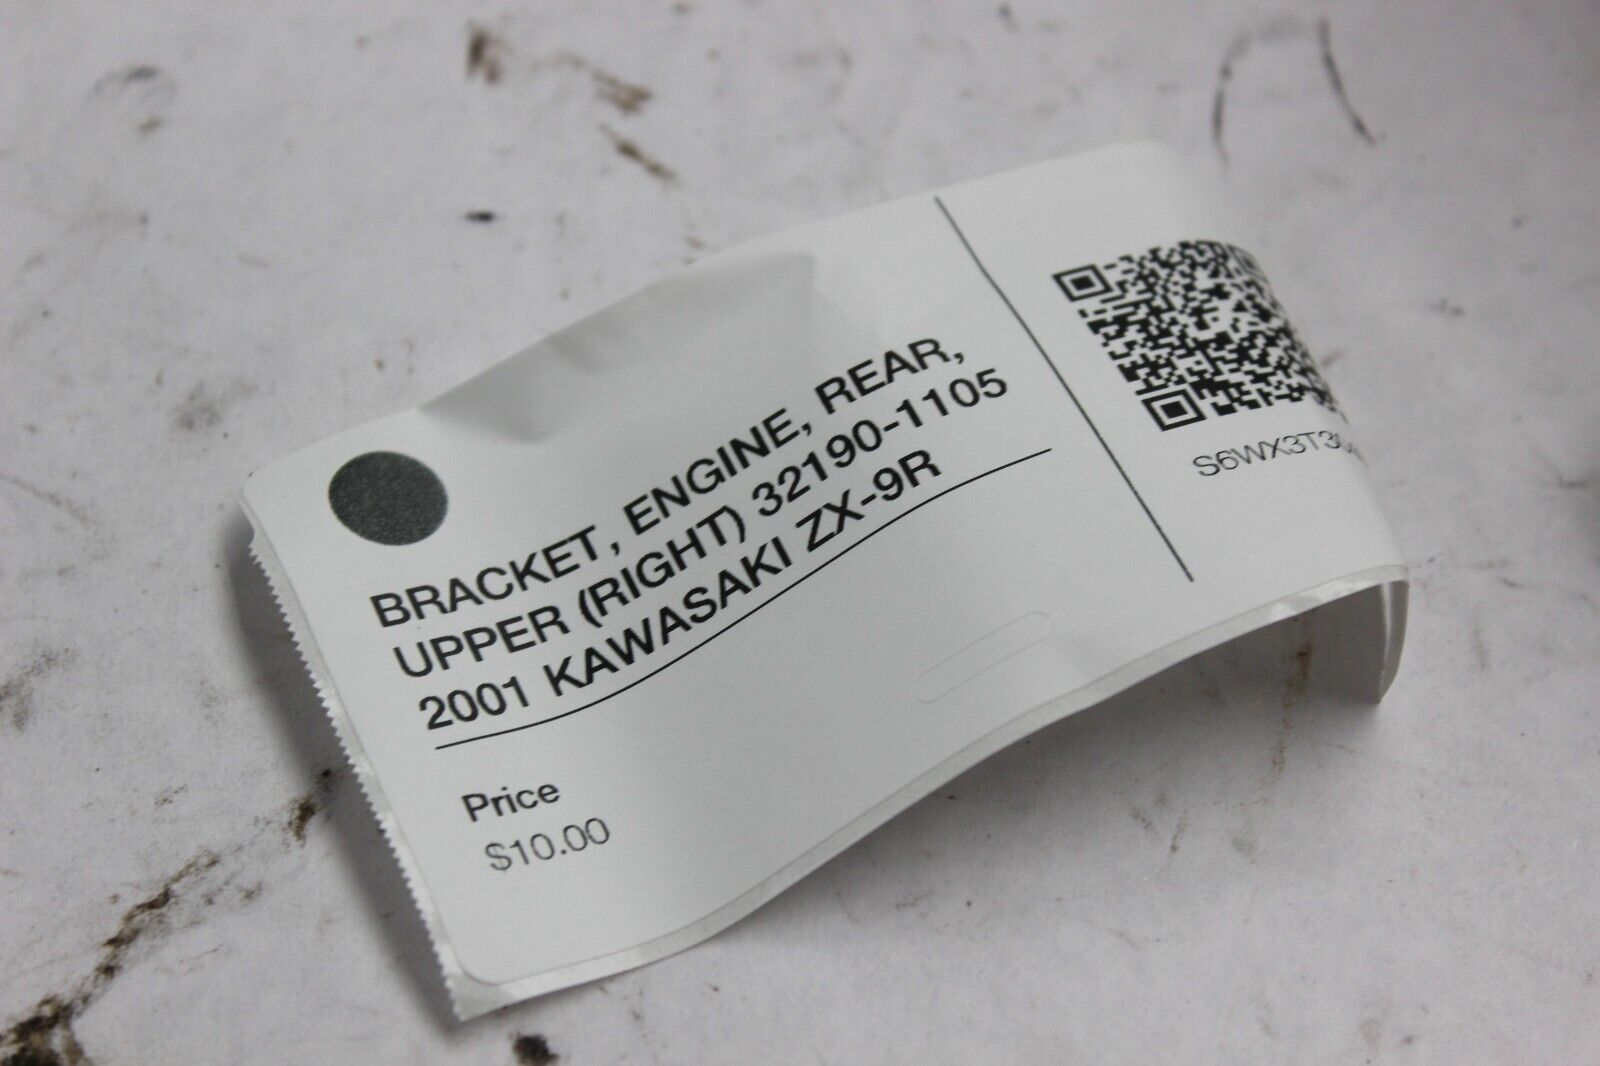 BRACKET, ENGINE, REAR,
UPPER (RIGHT) 32190-1105
2001 KAWASAKI ZX-9R
Price
$10.00